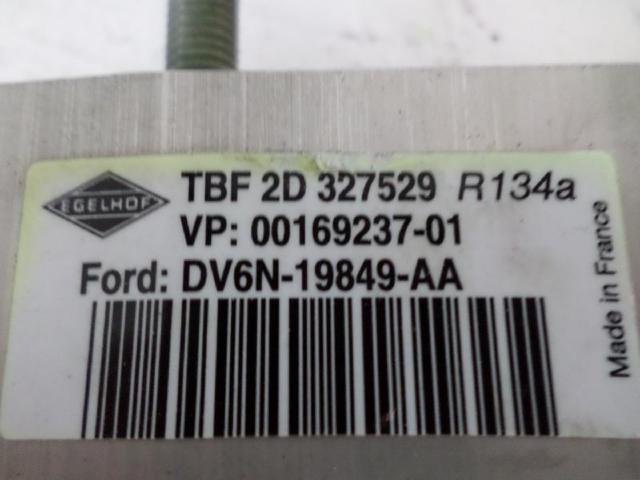 EGELHOF
TBF 2D 327529 R134a
VP: 00169237-01
Ford: DV6N-19849-AA
Made in France